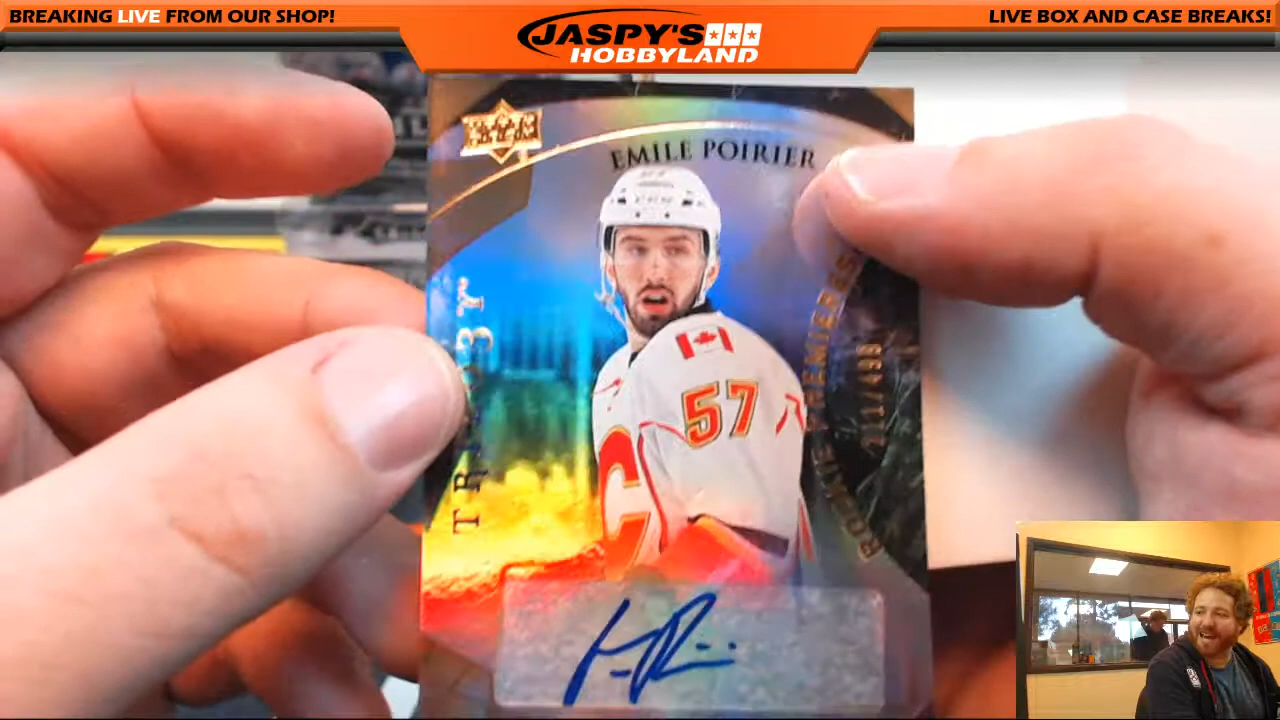 BREAKING LIVE FROM OUR SHOP!
JASPY'S
HOBBYLAND
LIVE BOX AND CASE BREAKS!
EMILE POIRIER
ROOKIE PREMIERES
57
C